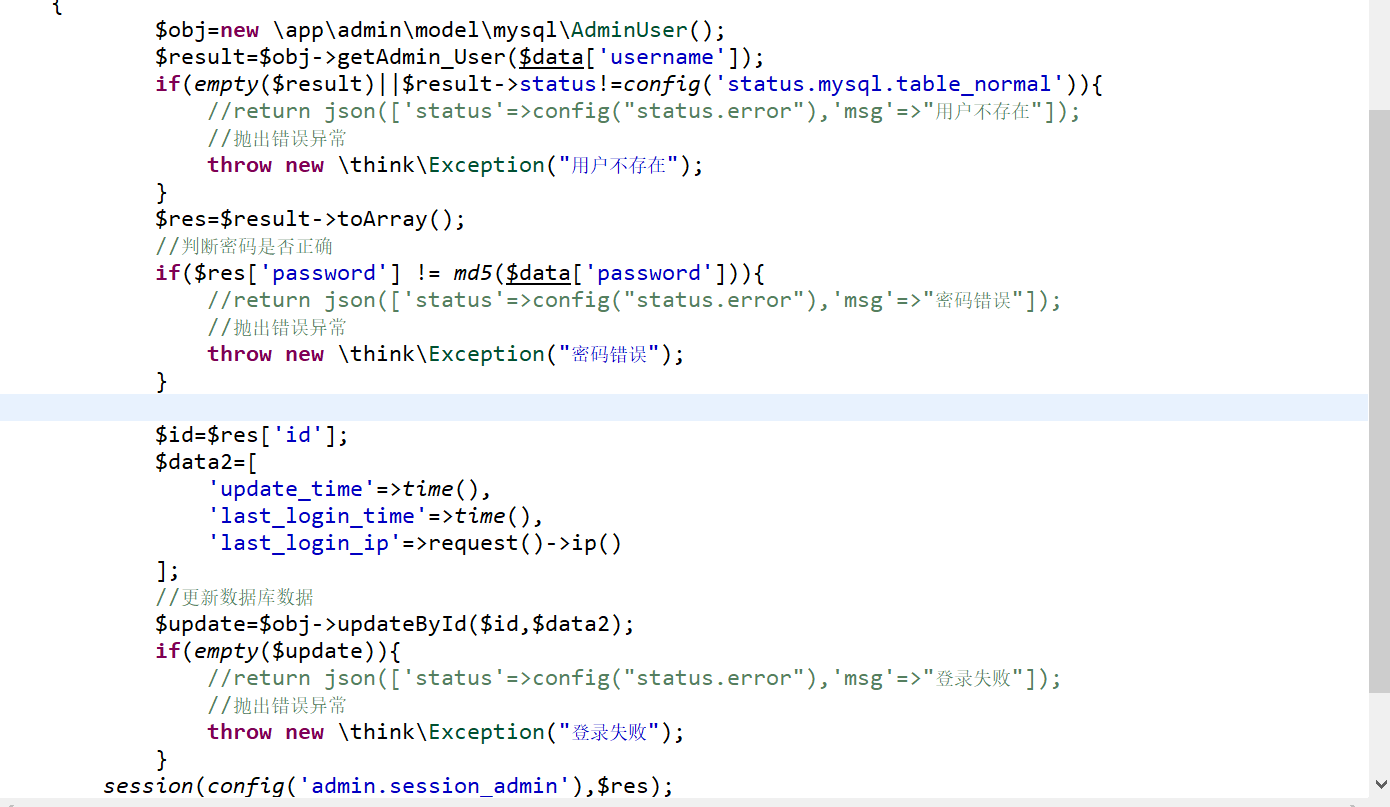 {
$obj=new \app\admin\model\mysql\AdminUser();
$result=$obj->getAdmin_User($data['username']);
if(empty($result)||$result->status!=config('status.mysql.table_normal')){
//return json(['status'=>config("status.error"),'msg'=>"用户不存在"]);
//抛出错误异常
throw new \think\Exception("用户不存在");
}
$res=$result->toArray();
//判断密码是否正确
if($res['password'] != md5($data['password'])){
//return json(['status'=>config("status.error"),'msg'=>"密码错误"]);
//抛出错误异常
throw new \think\Exception("密码错误");
}
$id=$res['id'];
$data2=[
'update_time'=>time(),
'last_login_time'=>time(),
'last_login_ip'=>request()->ip()
];
//更新数据库数据
$update=$obj->updateById($id,$data2);
if(empty($update)){
//return json(['status'=>config("status.error"),'msg'=>"登录失败"]);
//抛出错误异常
throw new \think\Exception("登录失败");
}
session(config('admin.session_admin'),$res);